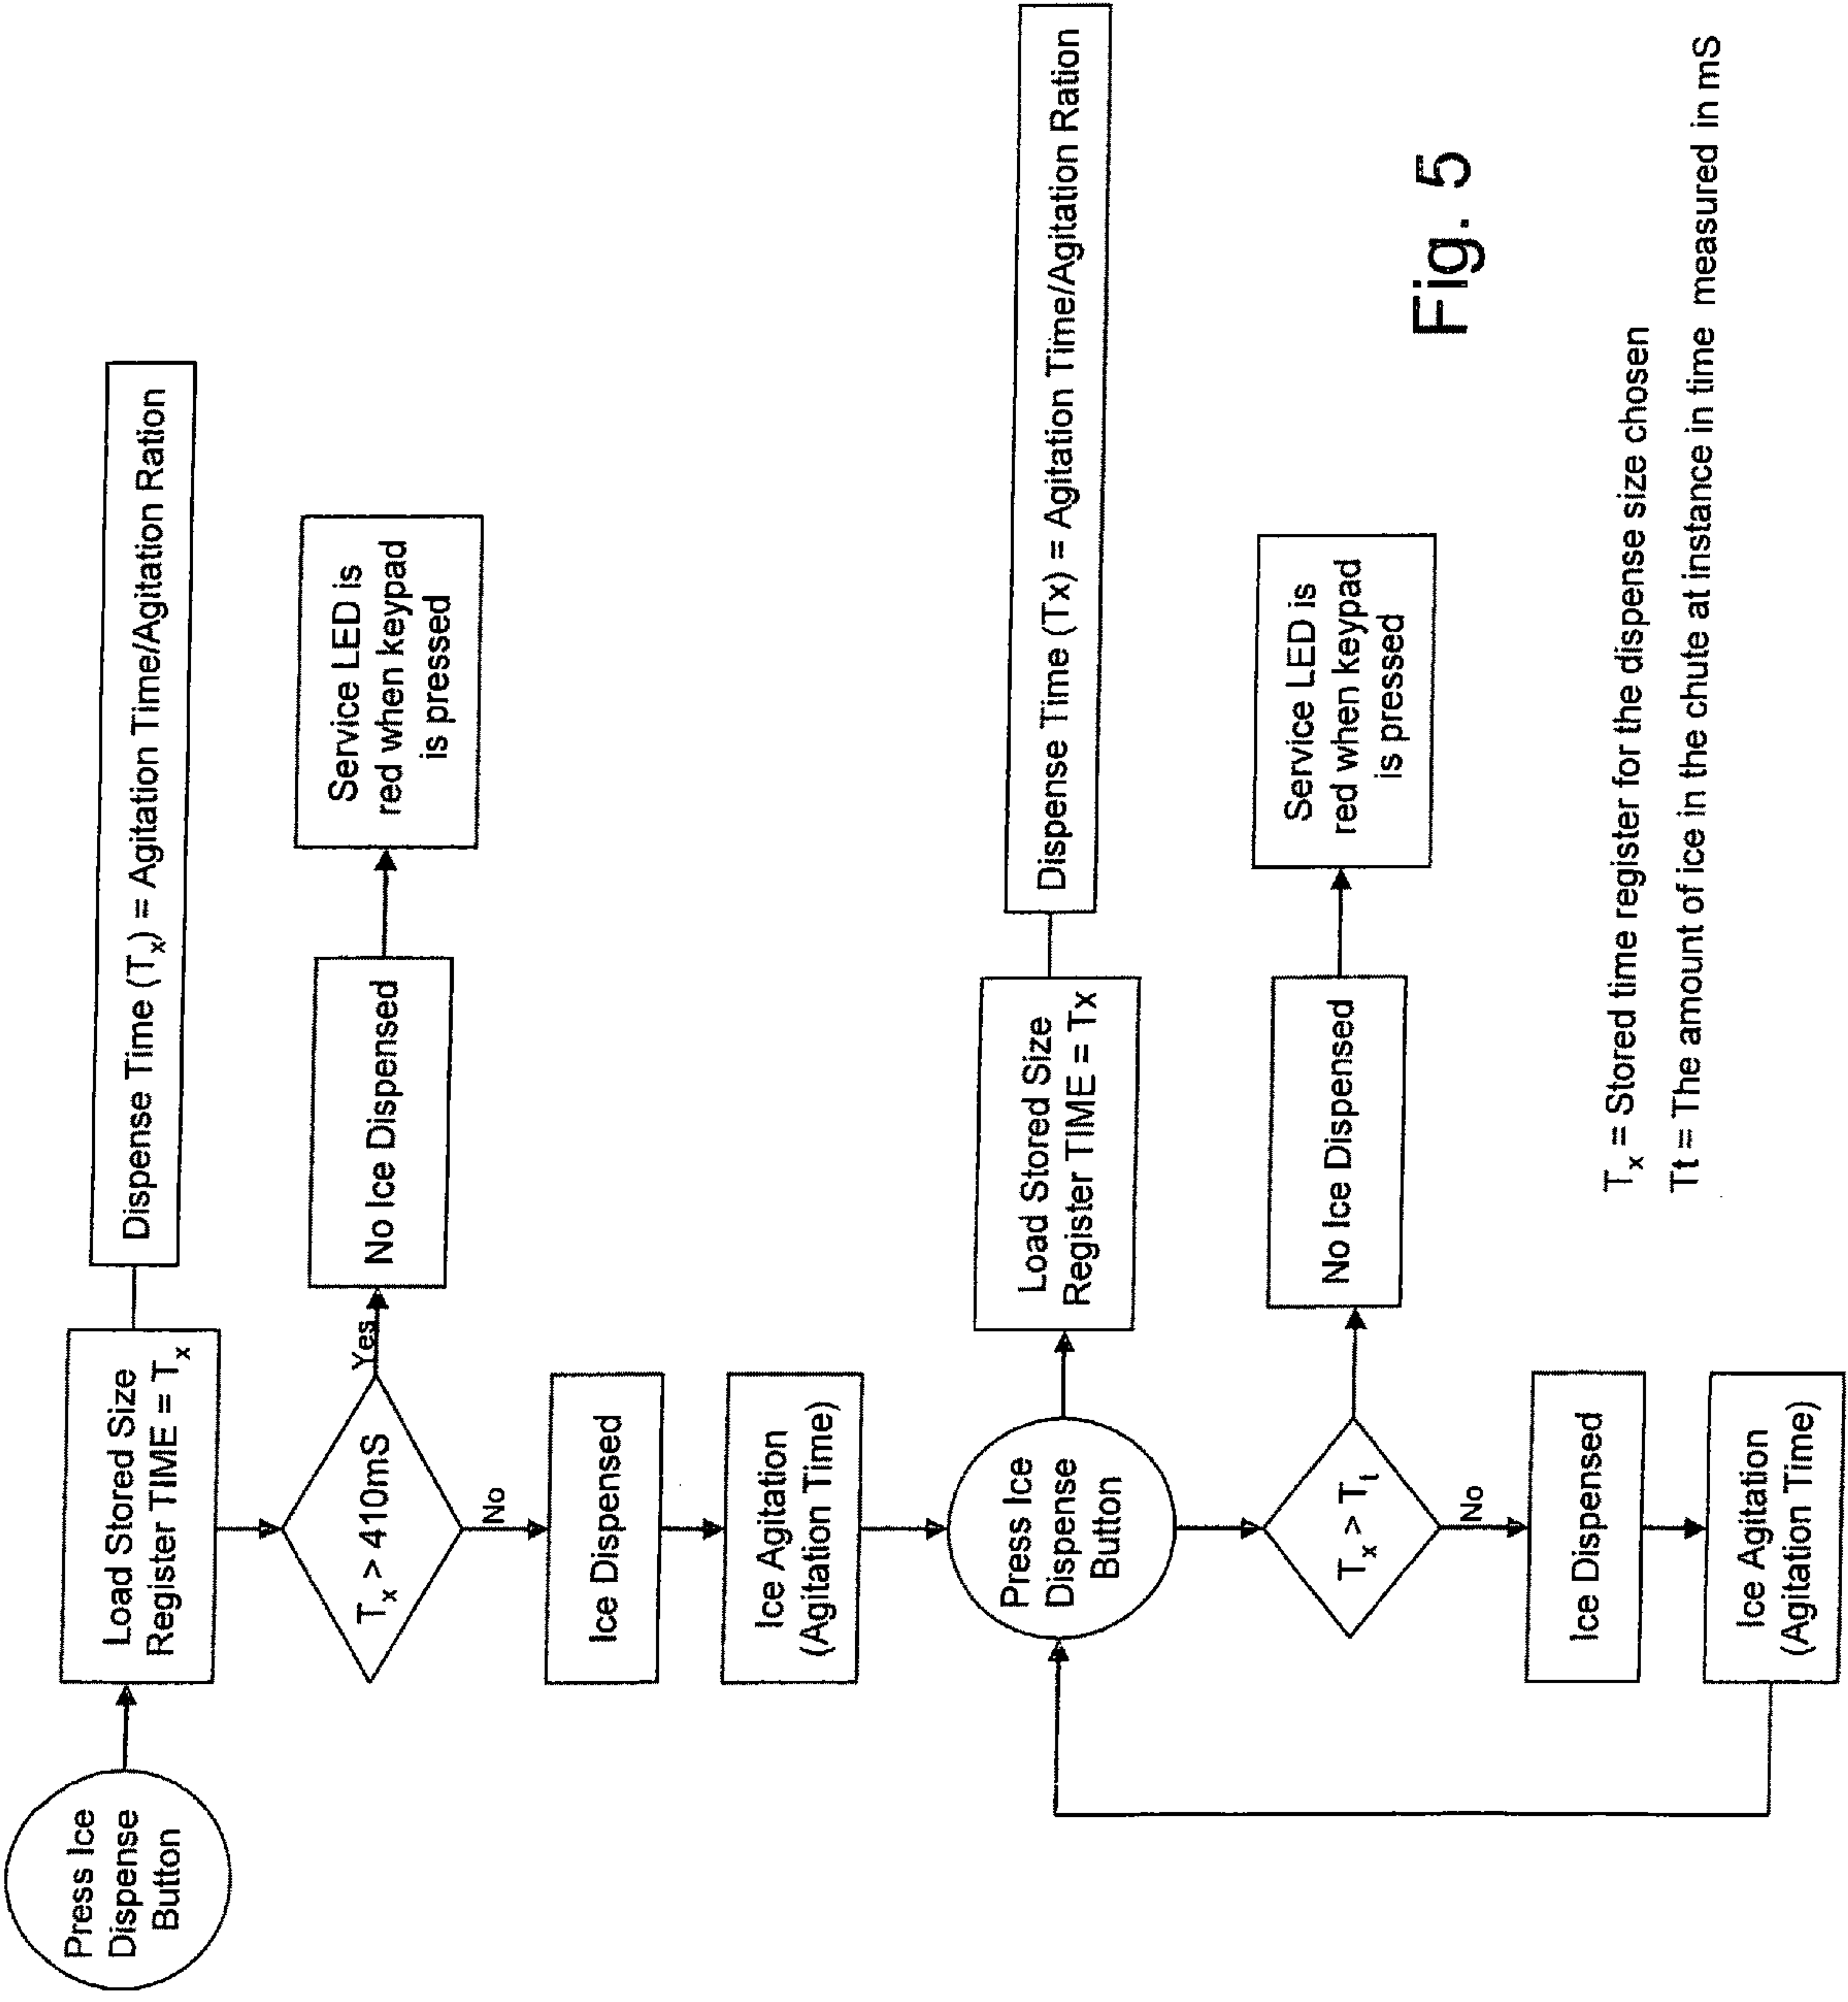 Press Ice
Dispense
Button
Load Stored Size
Register TIME = Tₓ
Dispense Time (Tₓ) = Agitation Time/Agitation Ration
Tₓ > 410mS
Yes
No Ice Dispensed
Service LED is
red when keypad
is pressed
No
Ice Dispensed
Ice Agitation
(Agitation Time)
Press Ice
Dispense
Button
Load Stored Size
Register TIME = Tx
Dispense Time (Tx) = Agitation Time/Agitation Ration
Tₓ > Tₜ
No Ice Dispensed
Service LED is
red when keypad
is pressed
No
Ice Dispensed
Ice Agitation
(Agitation Time)
Fig. 5
Tₓ = Stored time register for the dispense size chosen
Tt = The amount of ice in the chute at instance in time measured in mS